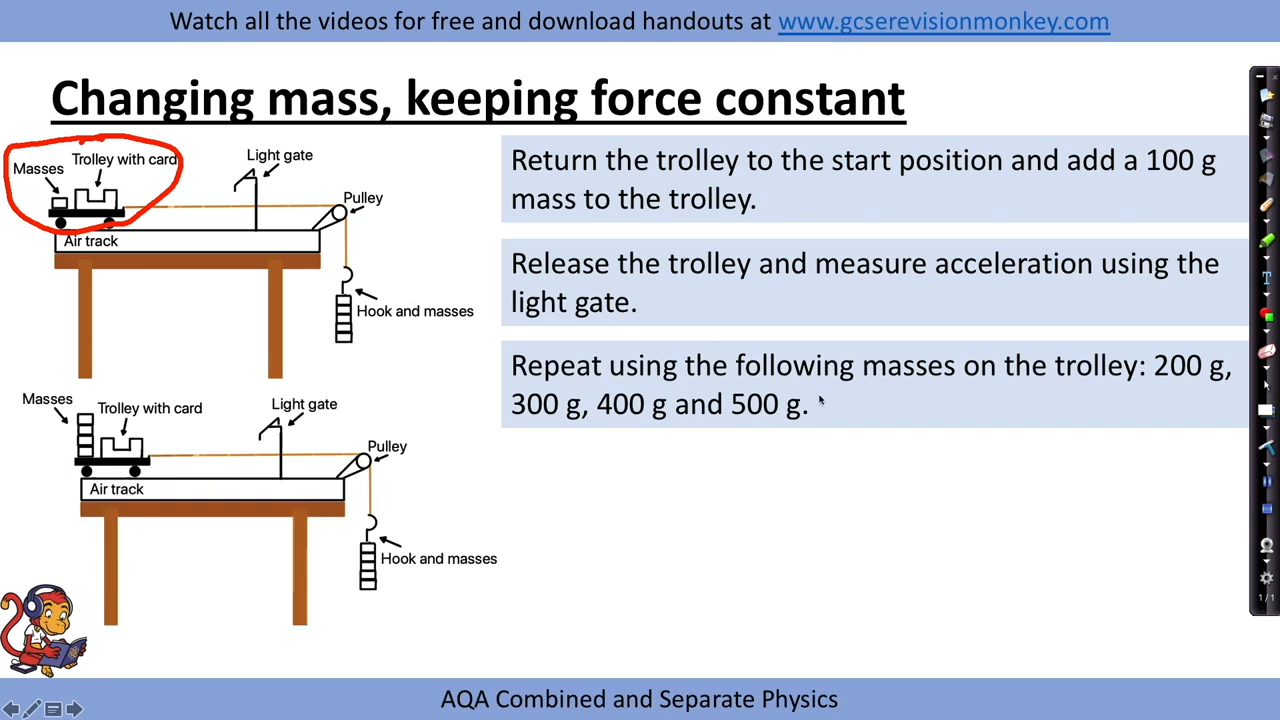 Watch all the videos for free and download handouts at www.gcserevisionmonkey.com
Changing mass, keeping force constant
Masses
Trolley with card
Light gate
Pulley
Air track
Hook and masses
Return the trolley to the start position and add a 100 g
mass to the trolley.
Release the trolley and measure acceleration using the
light gate.
Repeat using the following masses on the trolley: 200 g,
300 g, 400 g and 500 g.
Masses
Trolley with card
Light gate
Pulley
Air track
Hook and masses
1/1
AQA Combined and Separate Physics